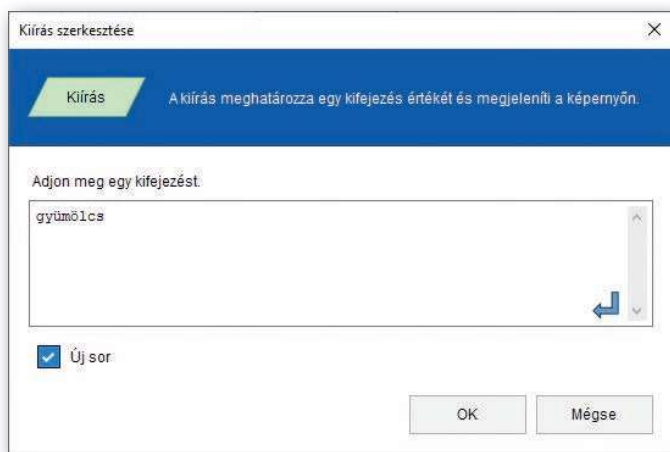 Kiírás szerkesztése
Kiírás
A kiírás meghatározza egy kifejezés értékét és megjeleníti a képernyőn.
Adjon meg egy kifejezést.
gyümölcs
Új sor
OK
Mégse